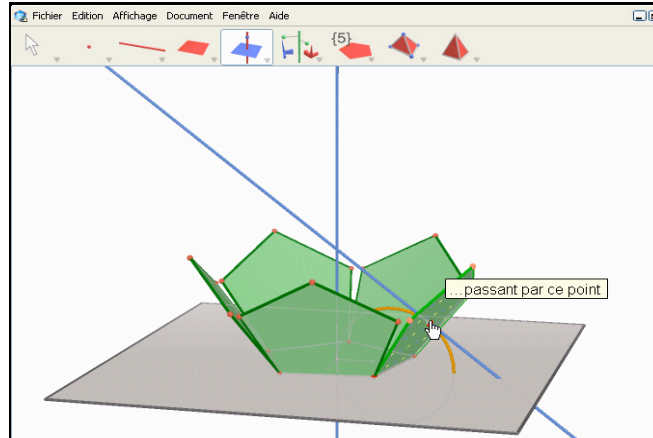 Fichier Edition Affichage Document Fenêtre Aide
{5}
...passant par ce point